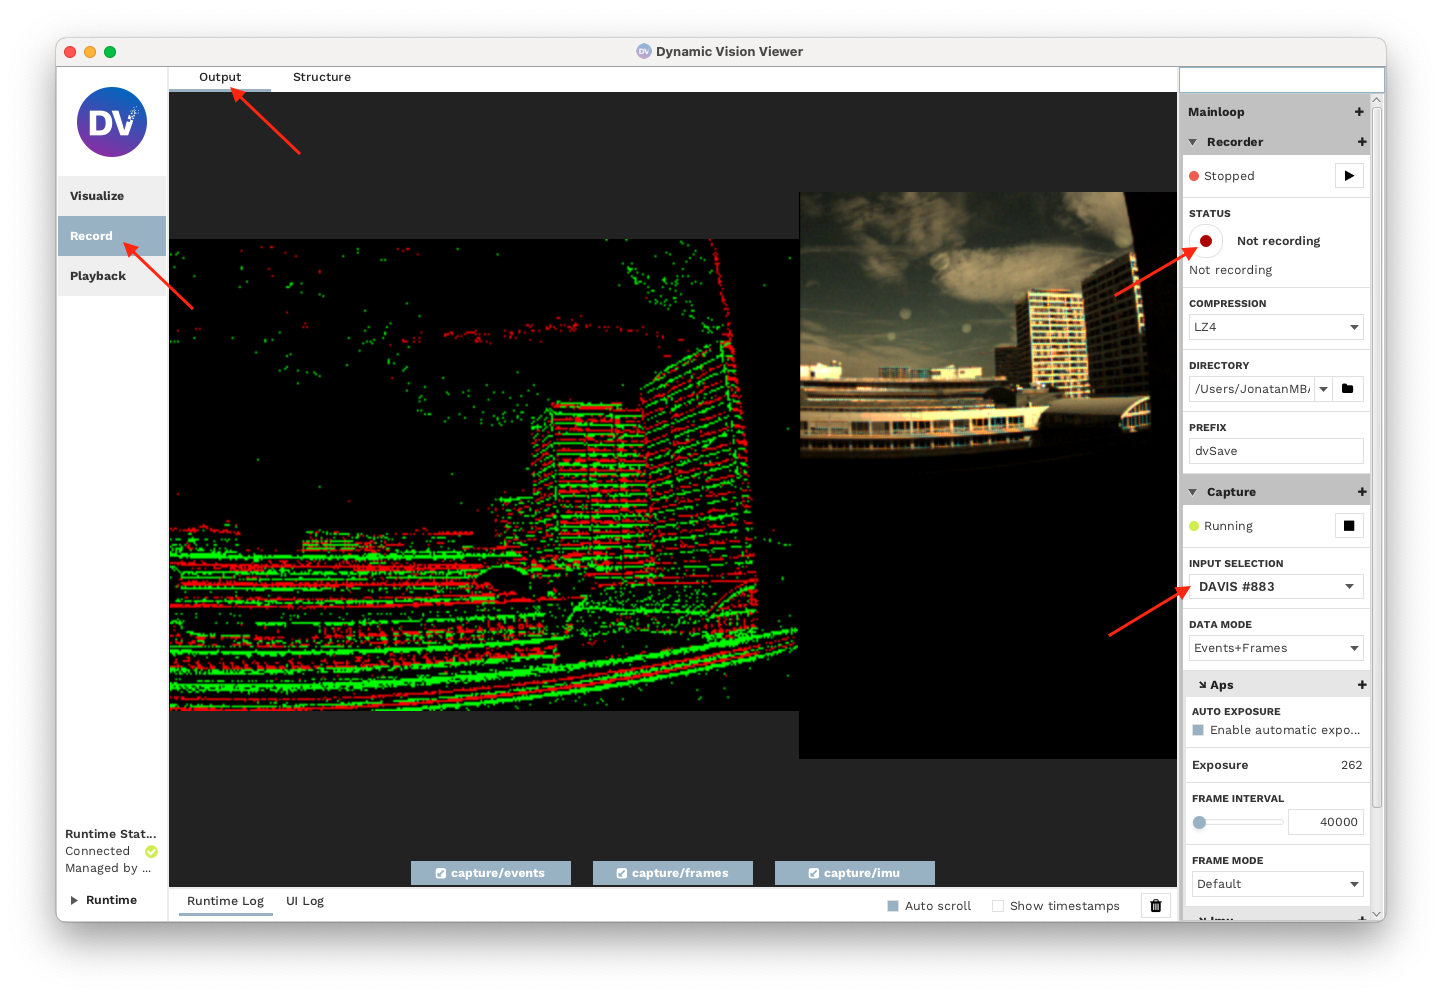 DV Dynamic Vision Viewer
Output
Structure
DV
Visualize
Record
Playback
Runtime Stat...
Connected
Managed by ...
Runtime
capture/events
capture/frames
capture/imu
Runtime Log
UI Log
Auto scroll
Show timestamps
Mainloop
Recorder
Stopped
STATUS
Not recording
Not recording
COMPRESSION
LZ4
DIRECTORY
/Users/JonatanMB
PREFIX
dvSave
Capture
Running
INPUT SELECTION
DAVIS #883
DATA MODE
Events+Frames
Aps
AUTO EXPOSURE
Enable automatic expo...
Exposure 262
FRAME INTERVAL
40000
FRAME MODE
Default
Imu